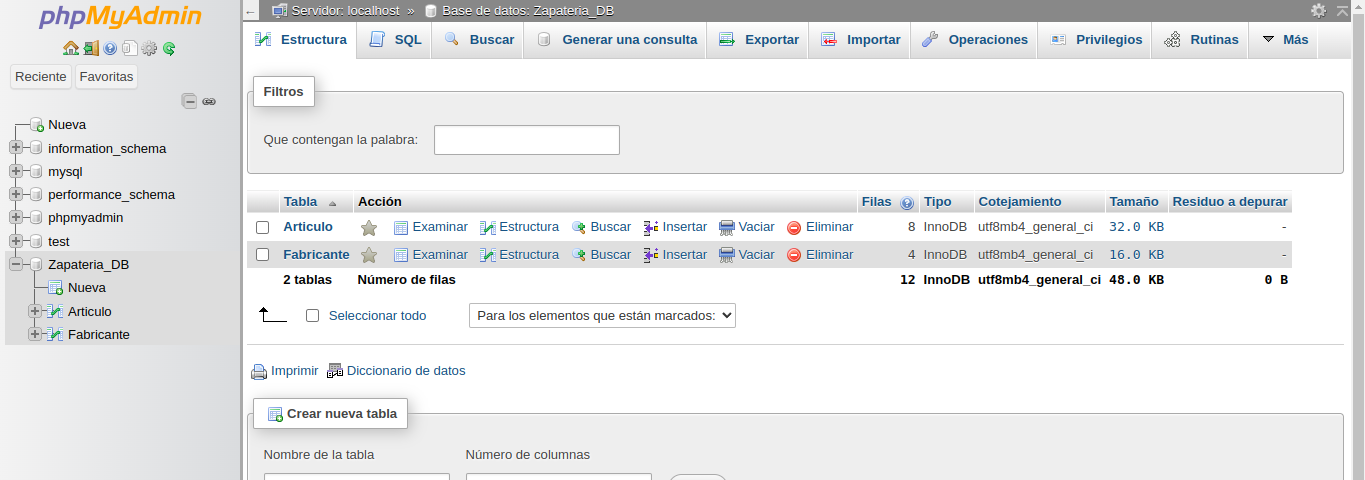 phpMyAdmin
Reciente Favoritas
Nueva
information_schema
mysql
performance_schema
phpmyadmin
test
Zapateria_DB
Nueva
Articulo
Fabricante
← Servidor: localhost » Base de datos: Zapateria_DB
Estructura SQL Buscar Generar una consulta Exportar Importar Operaciones Privilegios Rutinas Más
Filtros
Que contengan la palabra:
Tabla Acción Filas Tipo Cotejamiento Tamaño Residuo a depurar
Articulo Examinar Estructura Buscar Insertar Vaciar Eliminar 8 InnoDB utf8mb4_general_ci 32.0 KB -
Fabricante Examinar Estructura Buscar Insertar Vaciar Eliminar 4 InnoDB utf8mb4_general_ci 16.0 KB -
2 tablas Número de filas 12 InnoDB utf8mb4_general_ci 48.0 KB 0 B
Seleccionar todo Para los elementos que están marcados:
Imprimir Diccionario de datos
Crear nueva tabla
Nombre de la tabla Número de columnas